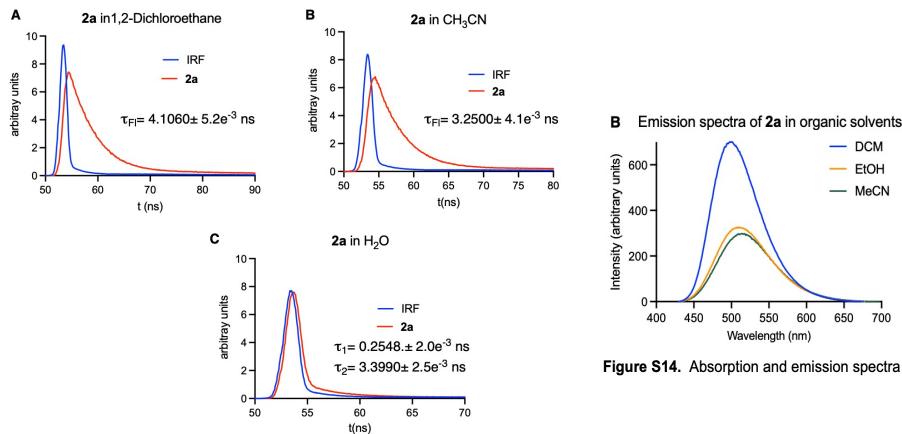 A
2a in1,2-Dichloroethane
10
8
6
4
2
0
50
60
70
80
90
arbitray units
t (ns)
IRF
2a
τFl= 4.1060± 5.2e-3 ns
B
2a in CH3CN
10
8
6
4
2
0
50
55
60
65
70
75
80
arbitray units
t(ns)
IRF
2a
τFl= 3.2500± 4.1e-3 ns
C
2a in H2O
10
8
6
4
2
0
50
55
60
65
70
arbitray units
t(ns)
IRF
2a
τ1= 0.2548.± 2.0e-3 ns
τ2= 3.3990± 2.5e-3 ns
B
Emission spectra of 2a in organic solvents
600
400
200
0
400
450
500
550
600
650
700
Intensity (arbitrary units)
Wavelength (nm)
DCM
EtOH
MeCN
Figure S14. Absorption and emission spectra